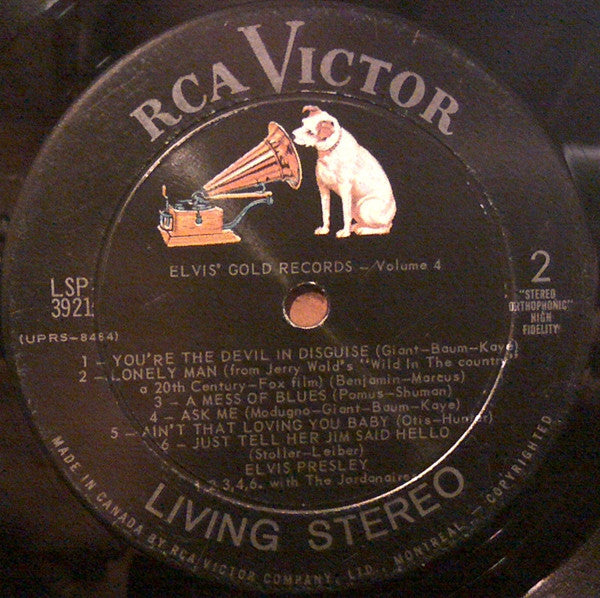 RCA VICTOR
ELVIS' GOLD RECORDS — Volume 4
LSP
3921
(UPRS-8464)
2
"STEREO
ORTHOPHONIC"
HIGH
FIDELITY
1 – YOU'RE THE DEVIL IN DISGUISE (Giant–Baum–Kaye)
2 – LONELY MAN (from Jerry Wald's "Wild In The country"
a 20th Century–Fox film) (Benjamin–Marcus)
3 – A MESS OF BLUES (Pomus–Shuman)
4 – ASK ME (Modugno–Giant–Baum–Kaye)
5 – AIN'T THAT LOVING YOU BABY (Otis–Hunter)
6 – JUST TELL HER JIM SAID HELLO
(Stoller–Leiber)
ELVIS PRESLEY
1,2,3,4,6. with The Jordanaires
LIVING STEREO
MADE IN CANADA BY RCA VICTOR COMPANY, LTD., MONTREAL – COPYRIGHTED